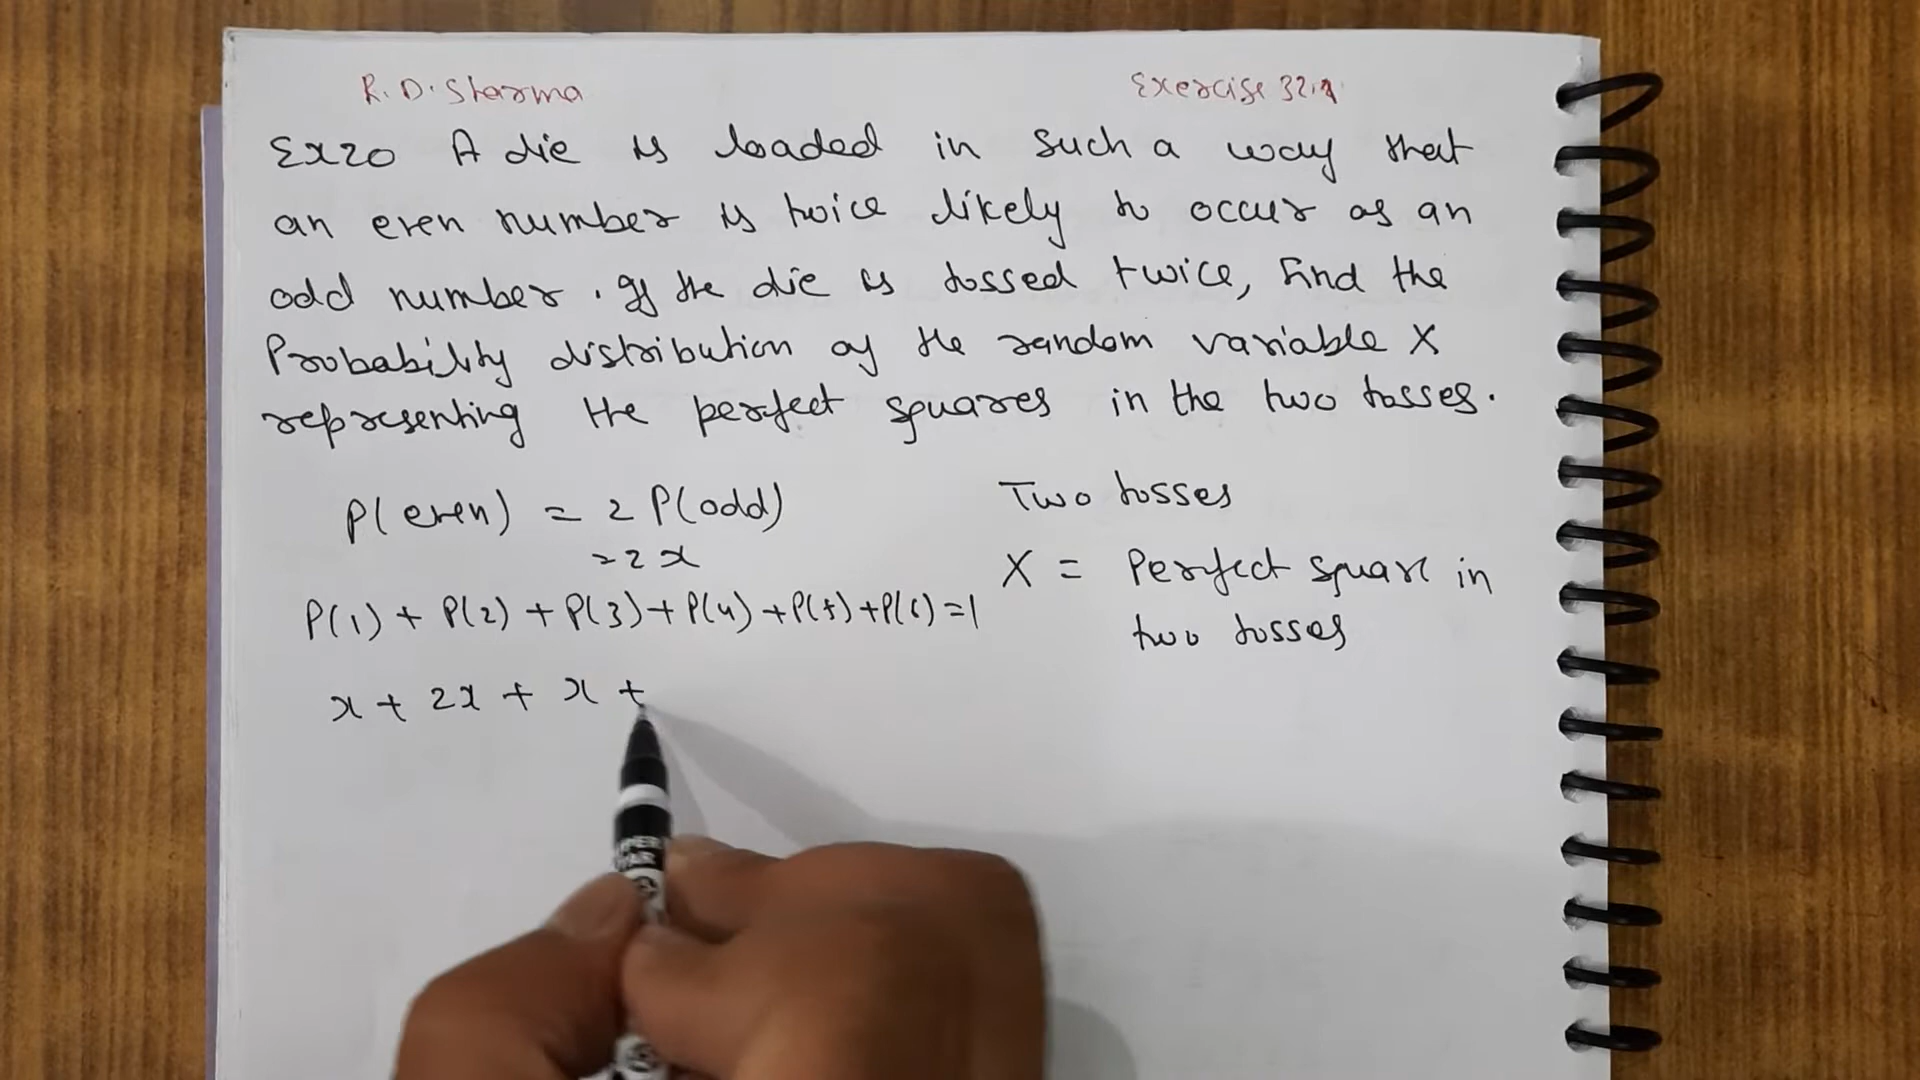 R.D. Sharma
Exercise 32.1
Ex20 A die is loaded in such a way that
an even number is twice likely to occur as an
odd number. If the die is tossed twice, find the
Probability distribution of the random variable X
representing the perfect squares in the two tosses.
P(even) = 2 P(odd)
= 2x
P(1) + P(2) + P(3) + P(4) + P(5) + P(6) = 1
x + 2x + x +
Two tosses
X = Perfect square in
two tosses